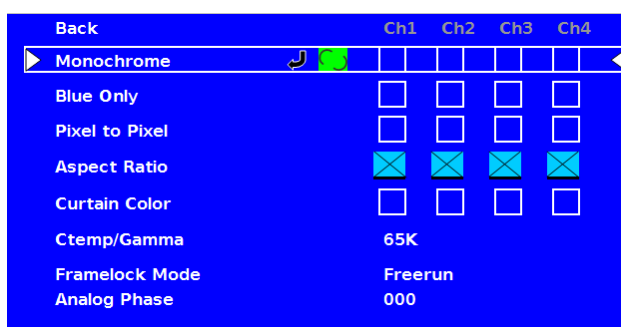 Back Ch1 Ch2 Ch3 Ch4
Monochrome
Blue Only
Pixel to Pixel
Aspect Ratio
Curtain Color
Ctemp/Gamma 65K
Framelock Mode Freerun
Analog Phase 000